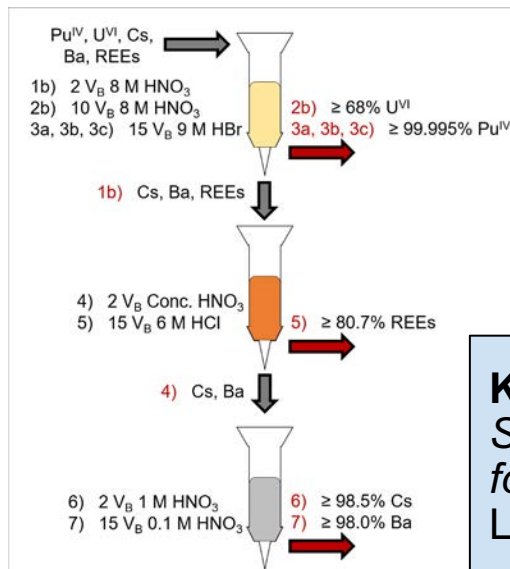 Pu^IV, U^VI, Cs,
Ba, REEs
1b) 2 V_B 8 M HNO₃
2b) 10 V_B 8 M HNO₃
3a, 3b, 3c) 15 V_B 9 M HBr
2b) ≥ 68% U^VI
3a, 3b, 3c) ≥ 99.995% Pu^IV
1b) Cs, Ba, REEs
4) 2 V_B Conc. HNO₃
5) 15 V_B 6 M HCl
5) ≥ 80.7% REEs
4) Cs, Ba
6) 2 V_B 1 M HNO₃
7) 15 V_B 0.1 M HNO₃
6) ≥ 98.5% Cs
7) ≥ 98.0% Ba
K
S
fo
L